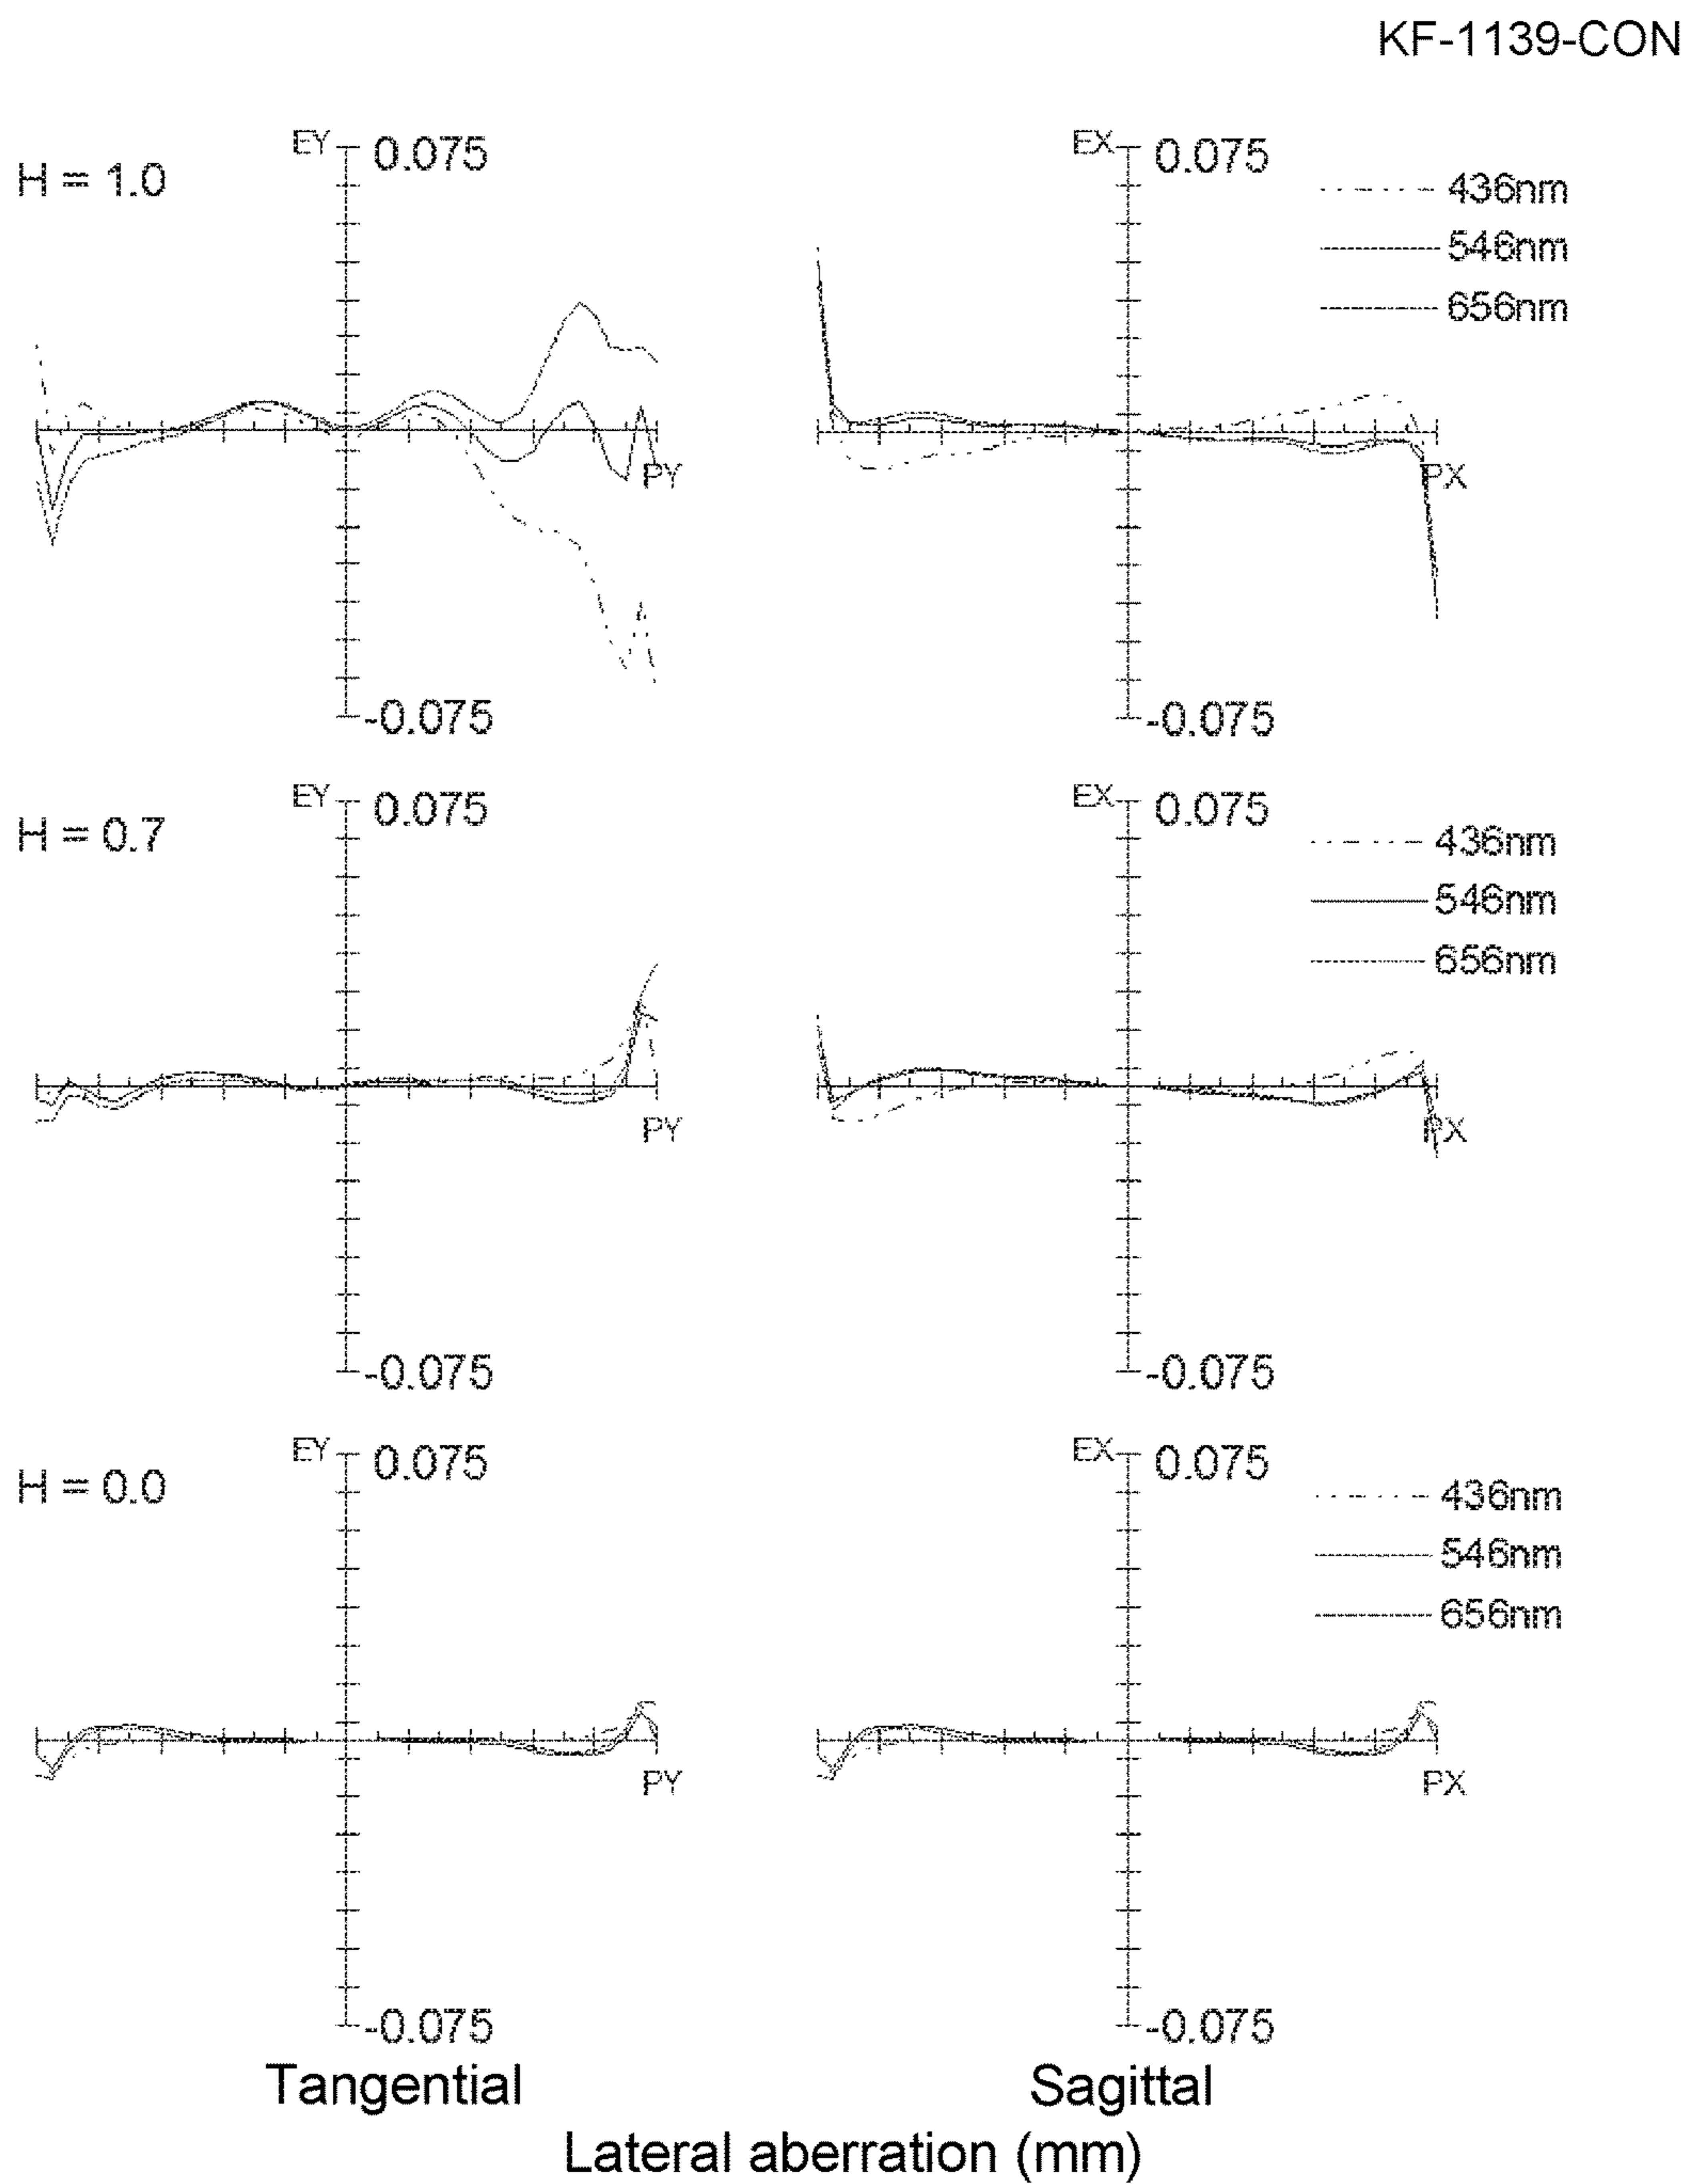 KF-1139-CON
H = 1.0
EY 0.075
EX 0.075
436nm
546nm
656nm
PY
PX
-0.075
-0.075
H = 0.7
EY 0.075
EX 0.075
436nm
546nm
656nm
PY
PX
-0.075
-0.075
H = 0.0
EY 0.075
EX 0.075
436nm
546nm
656nm
PY
PX
-0.075
-0.075
Tangential
Sagittal
Lateral aberration (mm)